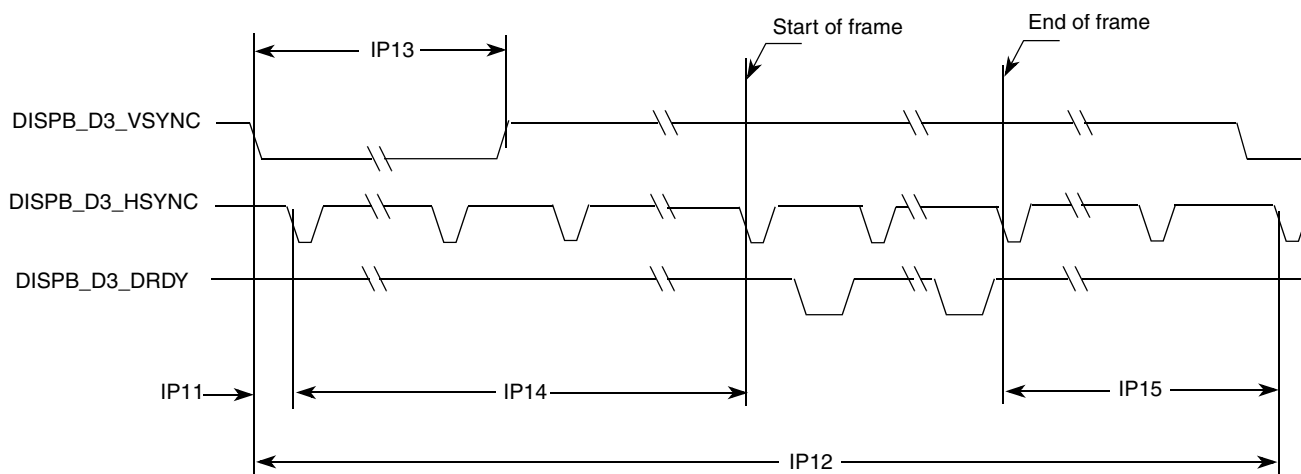 Start of frame
End of frame
IP13
DISPB_D3_VSYNC
DISPB_D3_HSYNC
DISPB_D3_DRDY
IP11
IP14
IP15
IP12